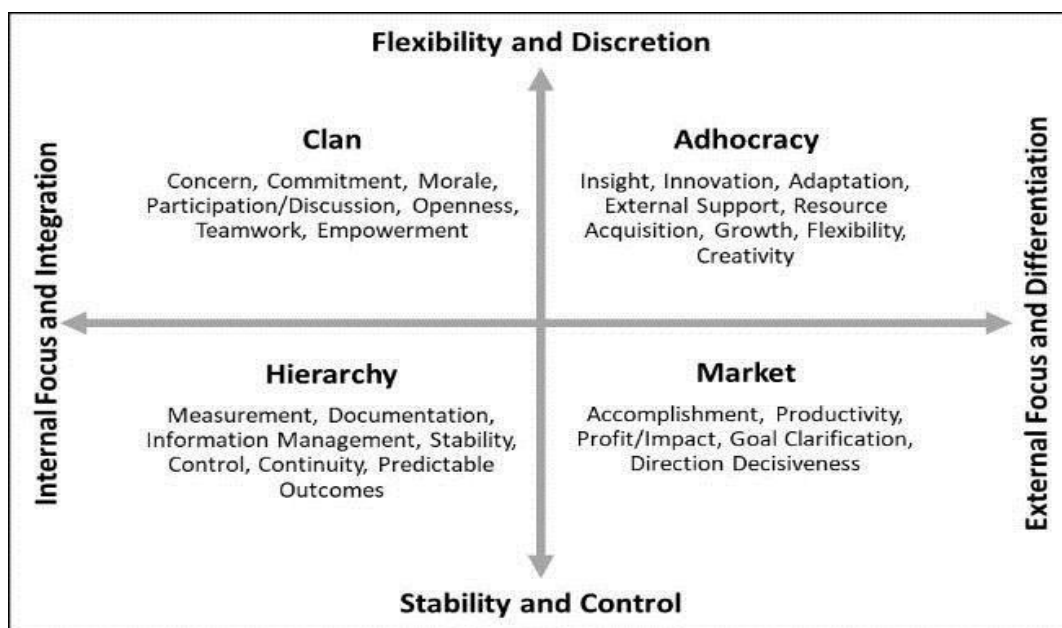 Flexibility and Discretion
Internal Focus and Integration
Clan
Concern, Commitment, Morale,
Participation/Discussion, Openness,
Teamwork, Empowerment
Adhocracy
Insight, Innovation, Adaptation,
External Support, Resource
Acquisition, Growth, Flexibility,
Creativity
Hierarchy
Measurement, Documentation,
Information Management, Stability,
Control, Continuity, Predictable
Outcomes
Market
Accomplishment, Productivity,
Profit/Impact, Goal Clarification,
Direction Decisiveness
External Focus and Differentiation
Stability and Control